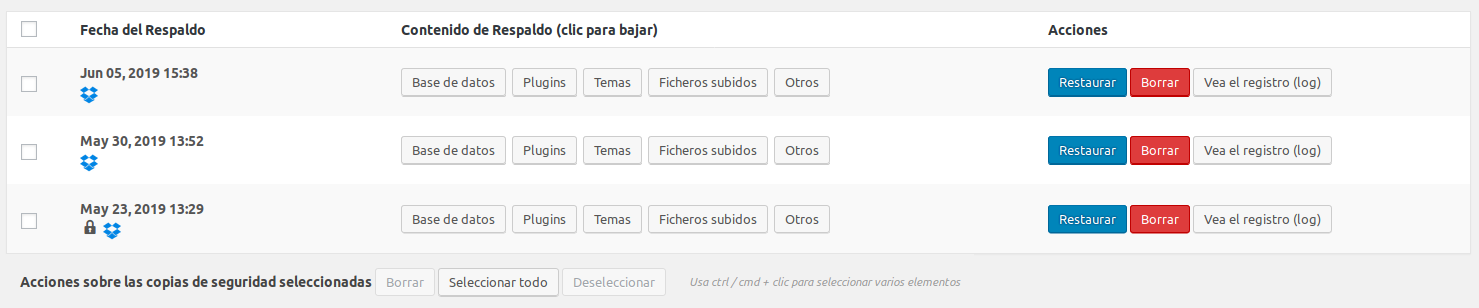 Fecha del Respaldo Contenido de Respaldo (clic para bajar) Acciones
Jun 05, 2019 15:38
Base de datos Plugins Temas Ficheros subidos Otros Restaurar Borrar Vea el registro (log)
May 30, 2019 13:52
Base de datos Plugins Temas Ficheros subidos Otros Restaurar Borrar Vea el registro (log)
May 23, 2019 13:29
Base de datos Plugins Temas Ficheros subidos Otros Restaurar Borrar Vea el registro (log)
Acciones sobre las copias de seguridad seleccionadas Borrar Seleccionar todo Deseleccionar Usa ctrl / cmd + clic para seleccionar varios elementos